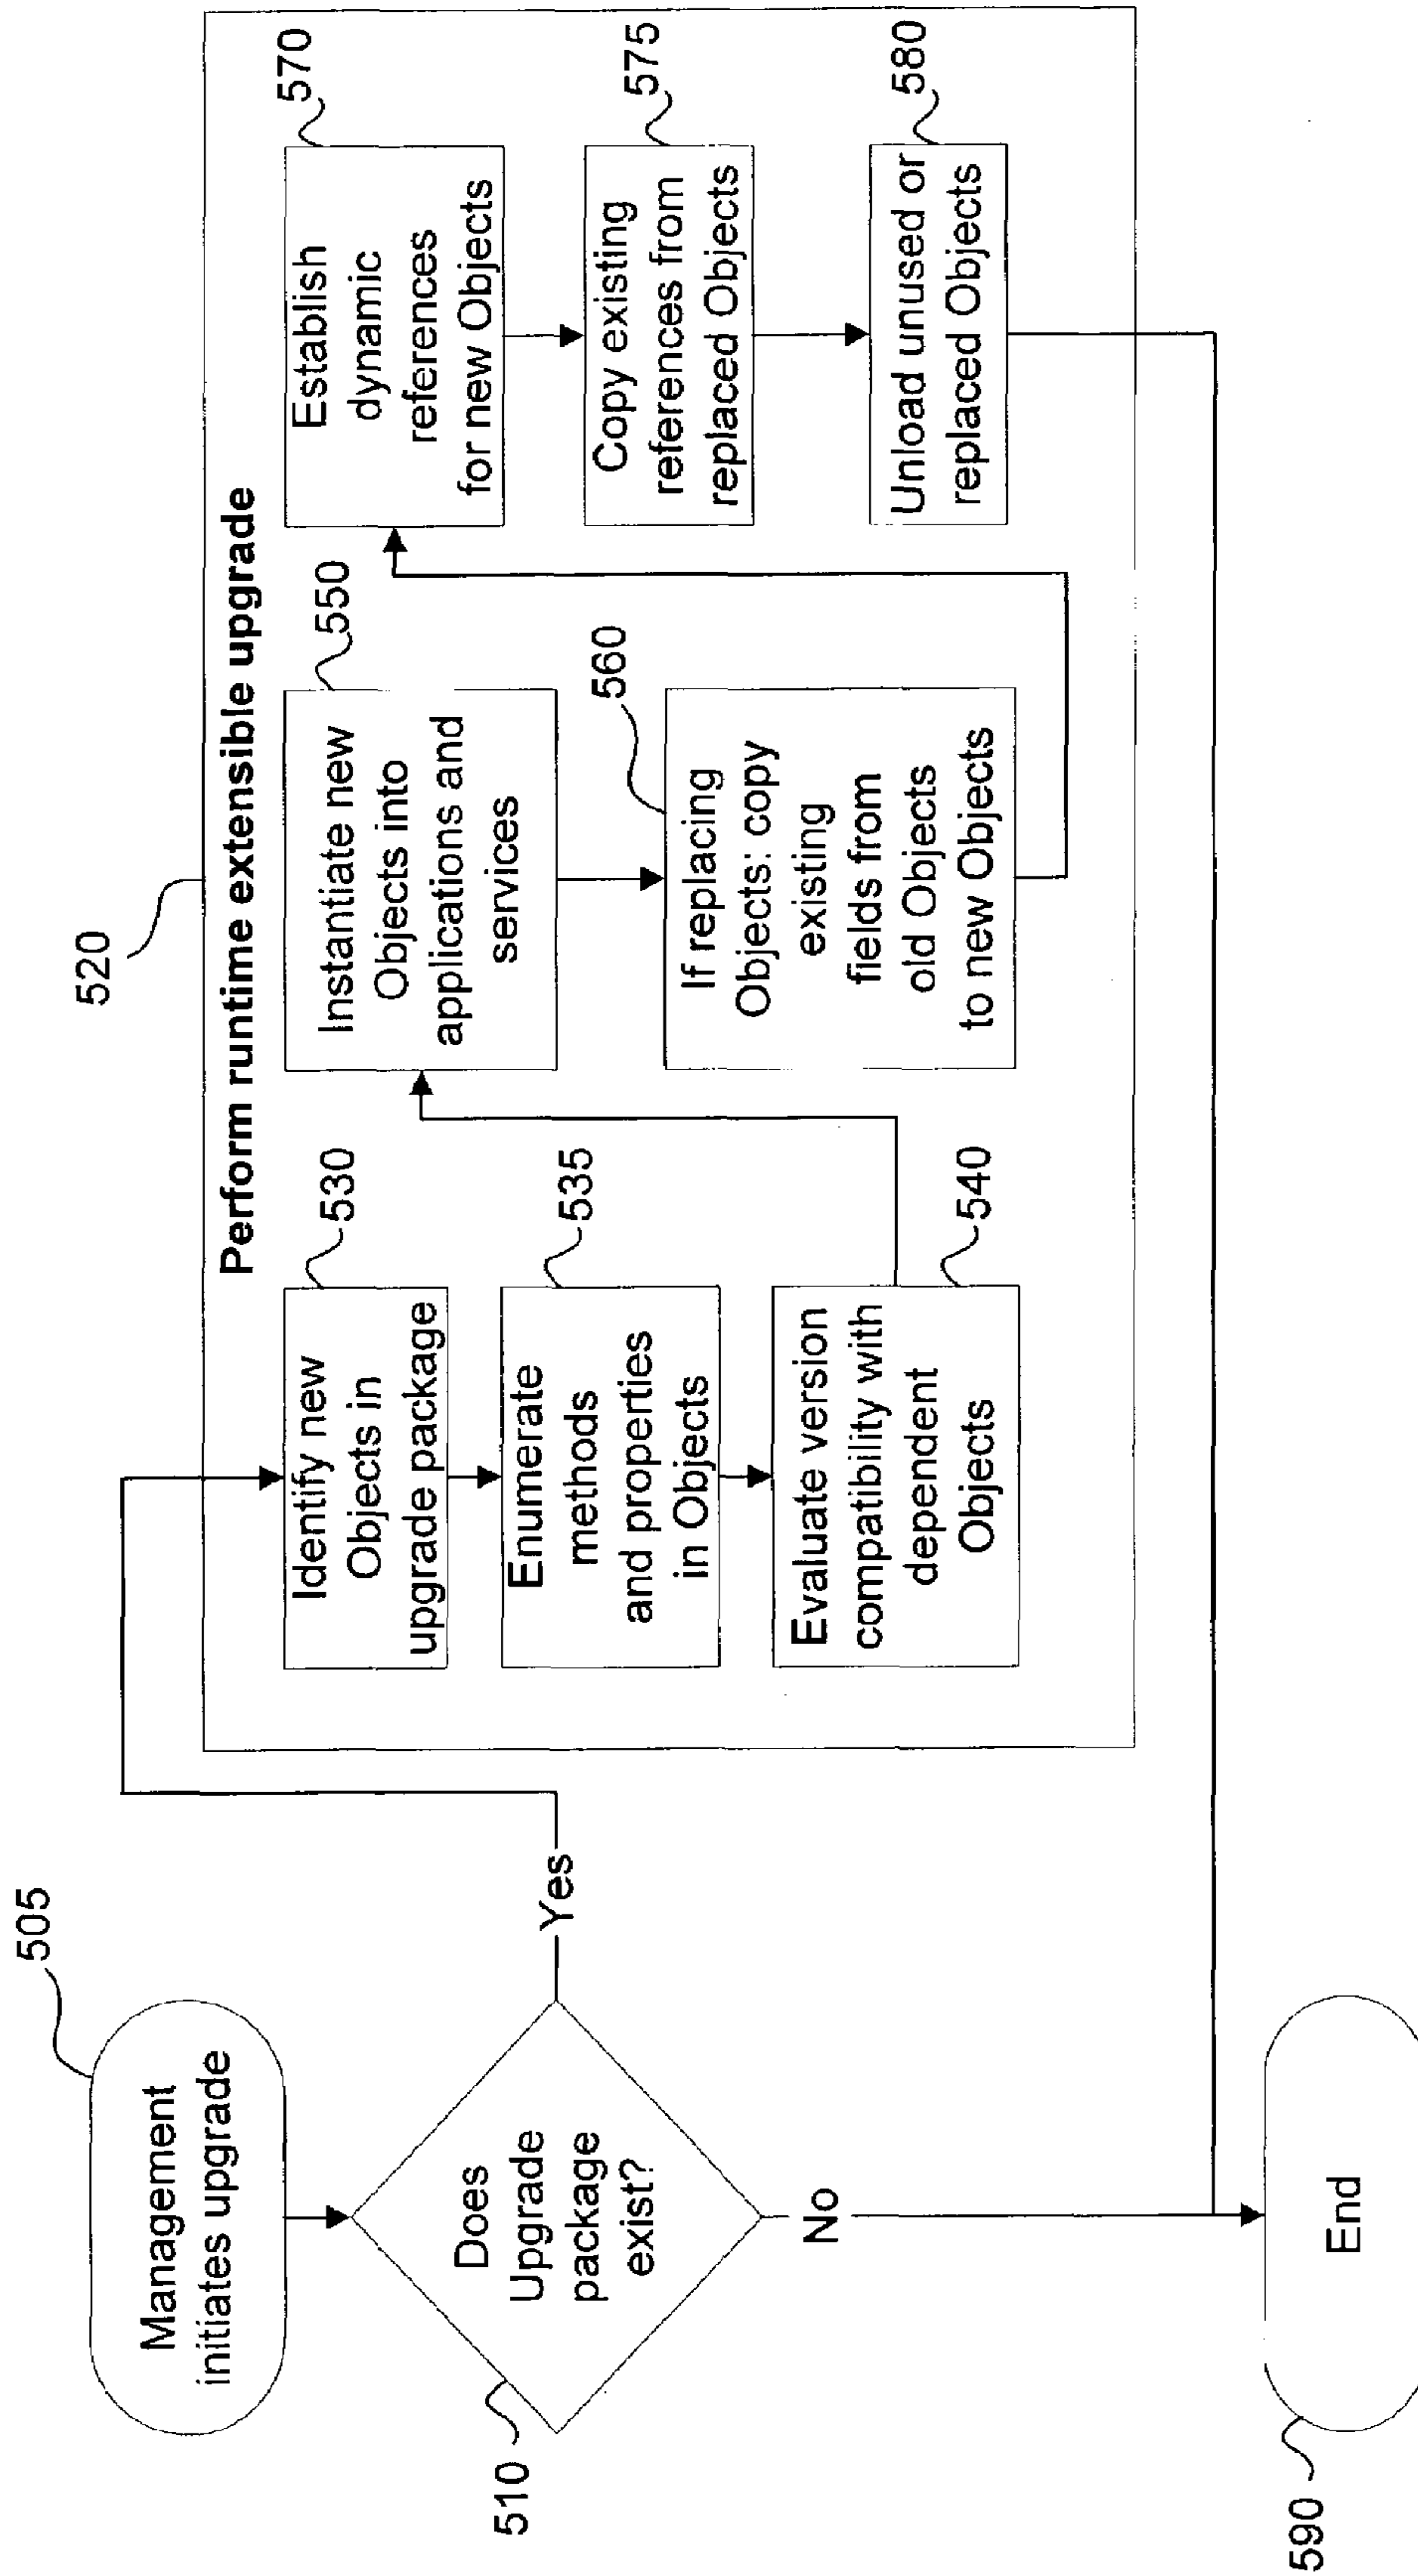 505
Management
initiates upgrade
510
Does
Upgrade
package
exist?
Yes
No
590
End
520
Perform runtime extensible upgrade
530
Identify new
Objects in
upgrade package
535
Enumerate
methods
and properties
in Objects
540
Evaluate version
compatibility with
dependent
Objects
550
Instantiate new
Objects into
applications and
services
560
If replacing
Objects: copy
existing
fields from
old Objects
to new Objects
570
Establish
dynamic
references
for new Objects
575
Copy existing
references from
replaced Objects
580
Unload unused or
replaced Objects